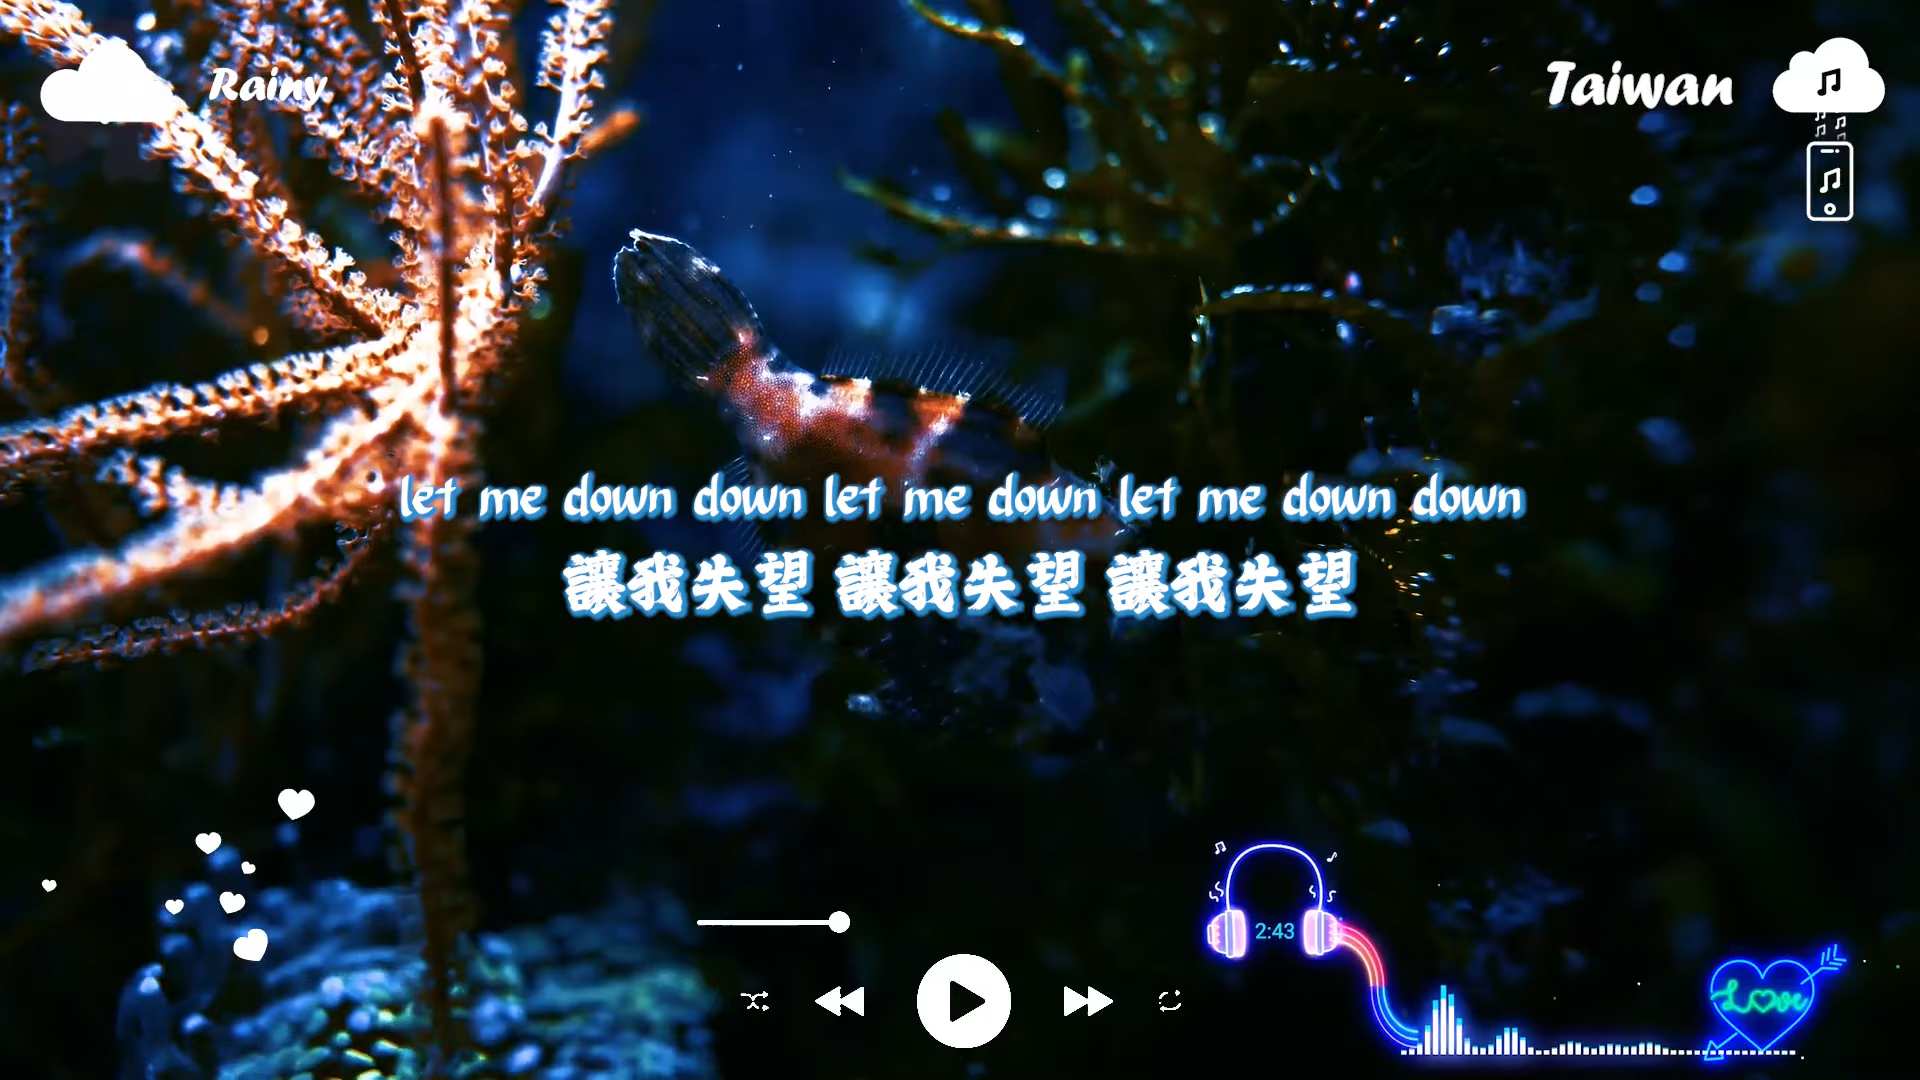 Rainy
Taiwan
let me down down let me down let me down down
讓我失望 讓我失望 讓我失望
2:43
Love